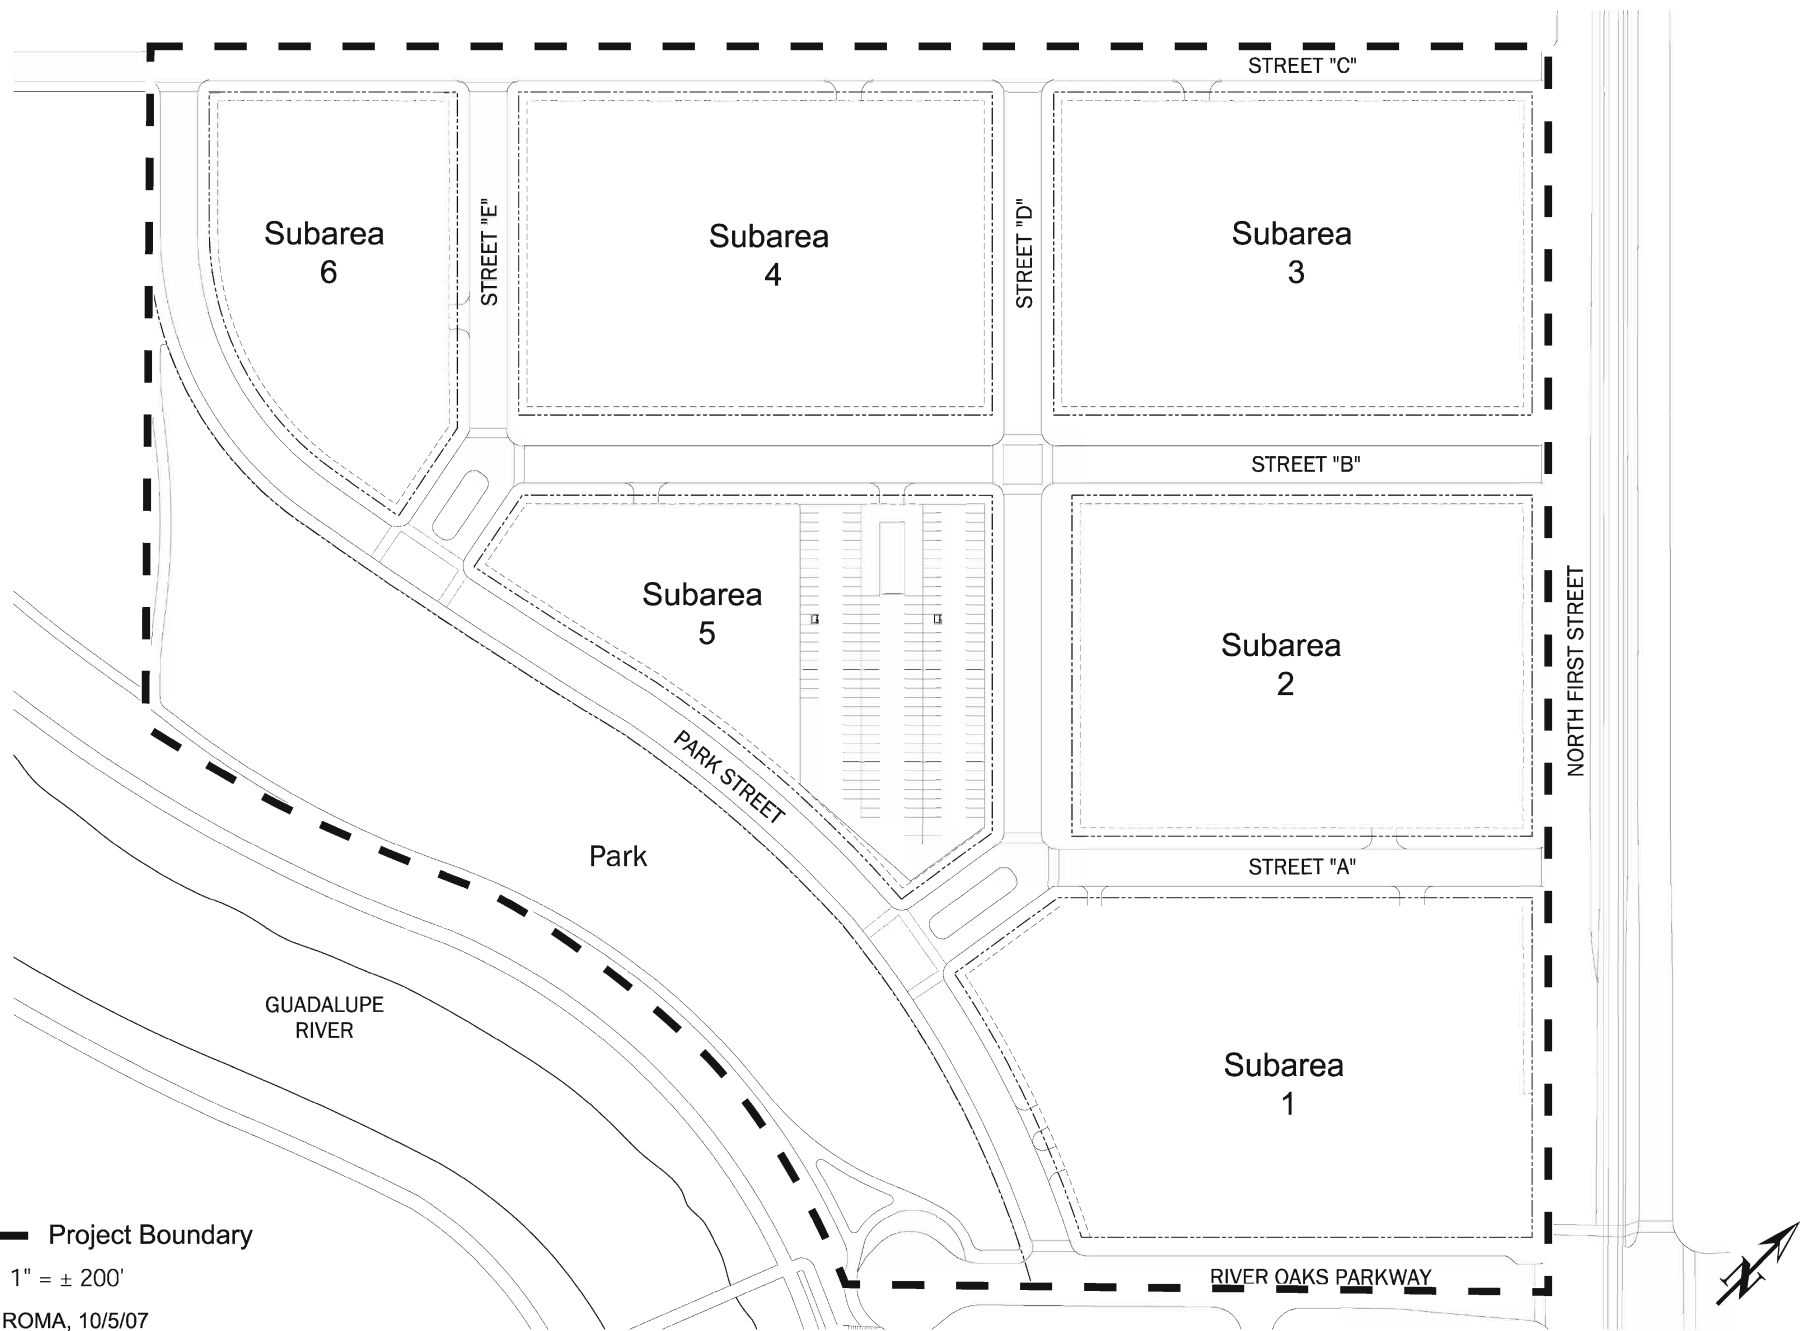 STREET "C"
Subarea
6
STREET "E"
Subarea
4
STREET "D"
Subarea
3
STREET "B"
Subarea
5
Subarea
2
NORTH FIRST STREET
PARK STREET
Park
STREET "A"
GUADALUPE
RIVER
Subarea
1
Project Boundary
1" = ± 200'
ROMA, 10/5/07
RIVER OAKS PARKWAY
N